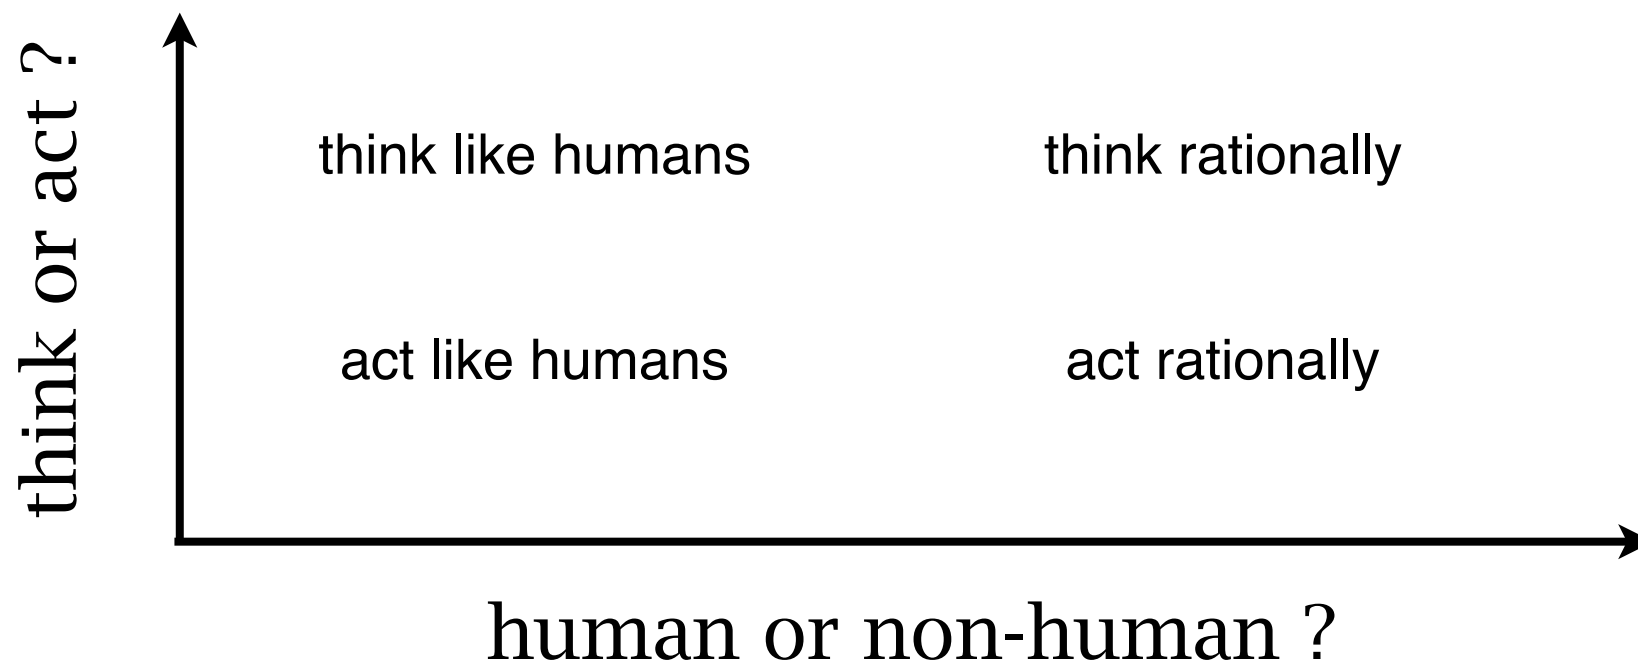 think or act ?
think like humans
think rationally
act like humans
act rationally
human or non-human ?